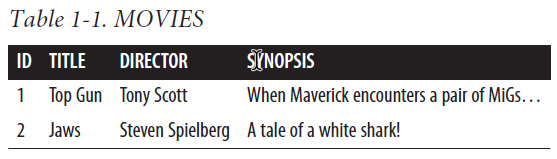 Table 1-1. MOVIES
ID TITLE DIRECTOR SYNOPSIS
1 Top Gun Tony Scott When Maverick encounters a pair of MiGs...
2 Jaws Steven Spielberg A tale of a white shark!